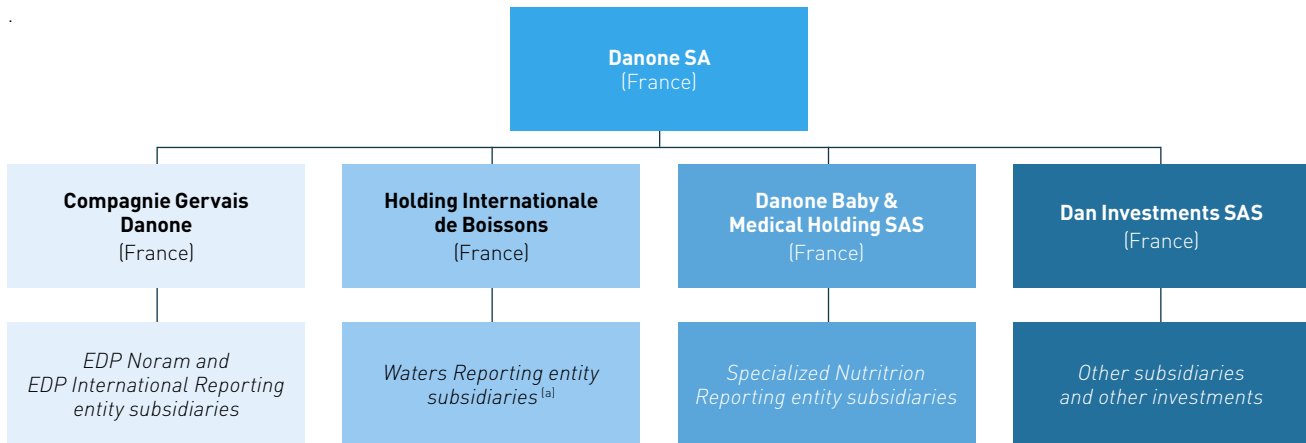 .
Danone SA
(France)
Compagnie Gervais
Danone
(France)
Holding Internationale
de Boissons
(France)
Danone Baby &
Medical Holding SAS
(France)
Dan Investments SAS
(France)
EDP Noram and
EDP International Reporting
entity subsidiaries
Waters Reporting entity
subsidiaries (a)
Specialized Nutritrion
Reporting entity subsidiaries
Other subsidiaries
and other investments